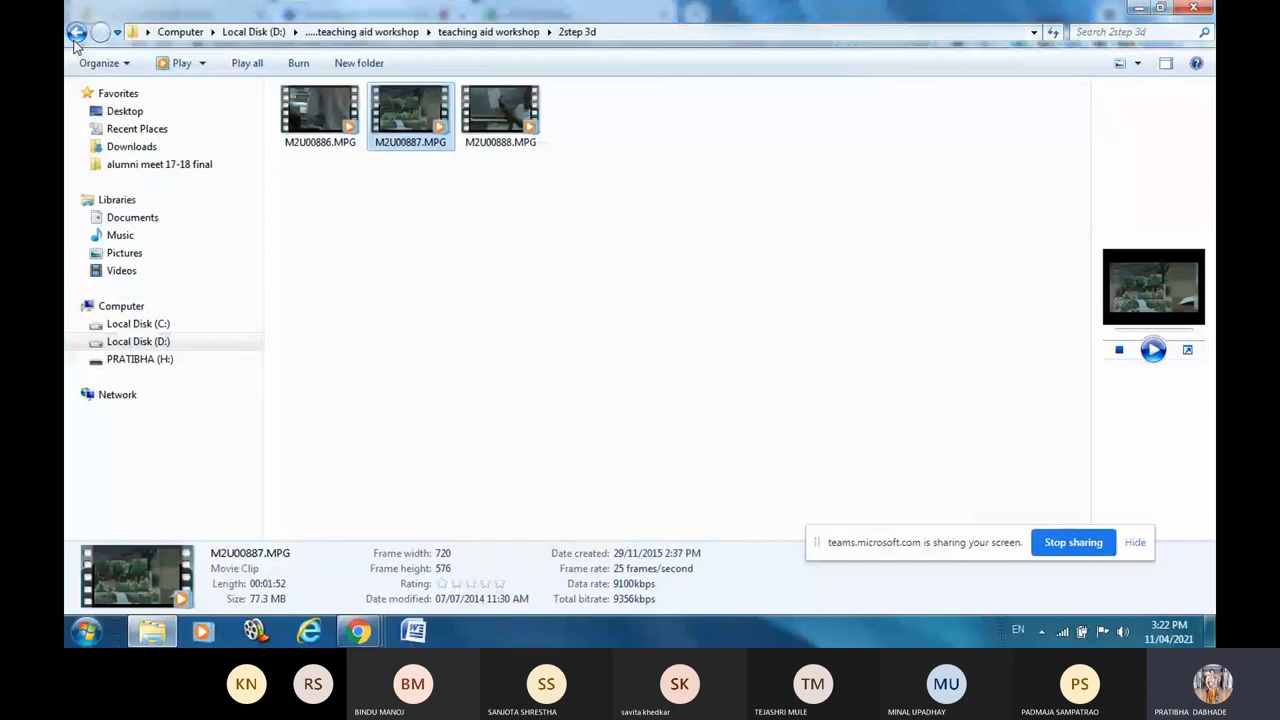 Computer Local Disk (D:) .....teaching aid workshop teaching aid workshop 2step 3d Search 2step 3d
Organize Play Play all Burn New folder
Favorites
Desktop
Recent Places
Downloads
alumni meet 17-18 final
Libraries
Documents
Music
Pictures
Videos
Computer
Local Disk (C:)
Local Disk (D:)
PRATIBHA (H:)
Network
M2U00886.MPG M2U00887.MPG M2U00888.MPG
teams.microsoft.com is sharing your screen. Stop sharing Hide
M2U00887.MPG Frame width: 720 Date created: 29/11/2015 2:37 PM
Movie Clip Frame height: 576 Frame rate: 25 frames/second
Length: 00:01:52 Rating: Data rate: 9100kbps
Size: 77.3 MB Date modified: 07/07/2014 11:30 AM Total bitrate: 9356kbps
EN 3:22 PM
11/04/2021
KN RS BM SS SK TM MU PS
BINDU MANOJ SANJOTA SHRESTHA savita khedkar TEJASHRI MULE MINAL UPADHAY PADMAJA SAMPATRAO PRATIBHA DABHADE